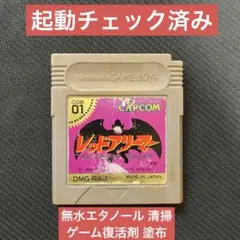 起動チェック済み
Nintendo GAME BOY
CGB
01
CAPCOM
レッドアリーマー
DMG-RAJ
MADE IN JAPAN
無水エタノール 清掃
ゲーム復活剤 塗布